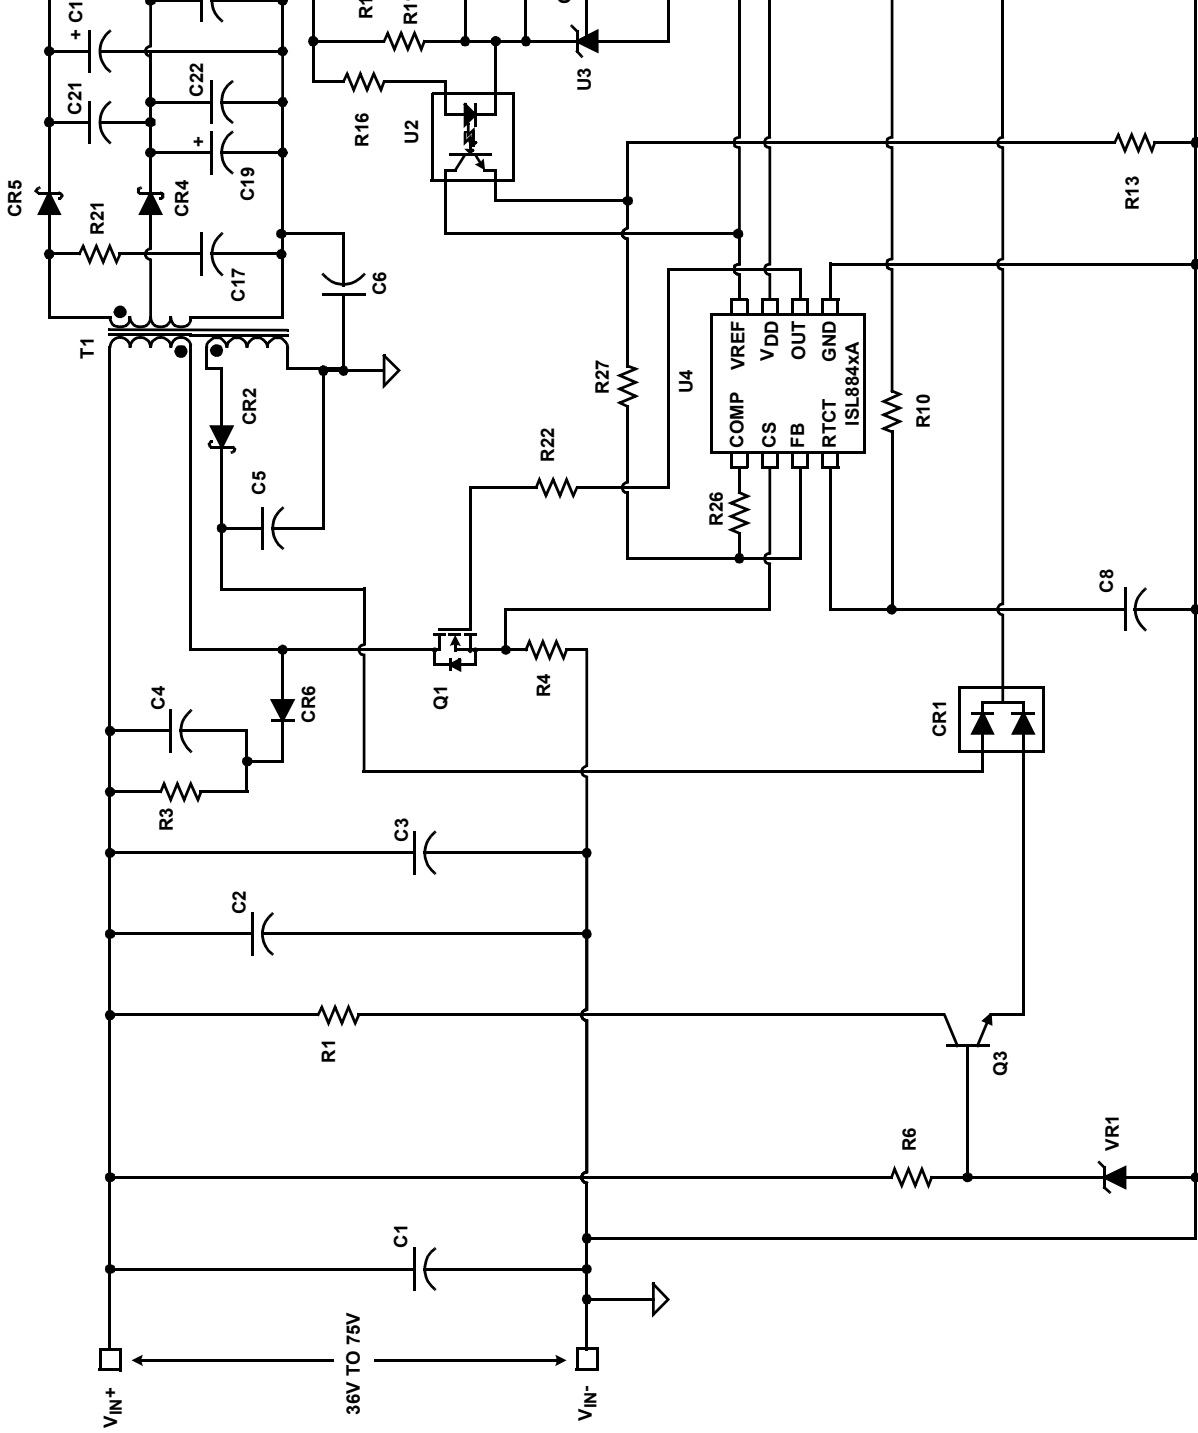 CR5
CR4
T1
R21
C21
+ C1
C22
+
C19
C17
C6
CR2
C5
R1
R1
R16
U2
U3
R27
R22
U4
VREF
VDD
OUT
GND
COMP
CS
FB
RTCT
ISL884xA
R26
R10
R13
C8
Q1
R4
CR6
C4
R3
C3
C2
CR1
R1
Q3
R6
VR1
C1
VIN+
36V TO 75V
VIN-